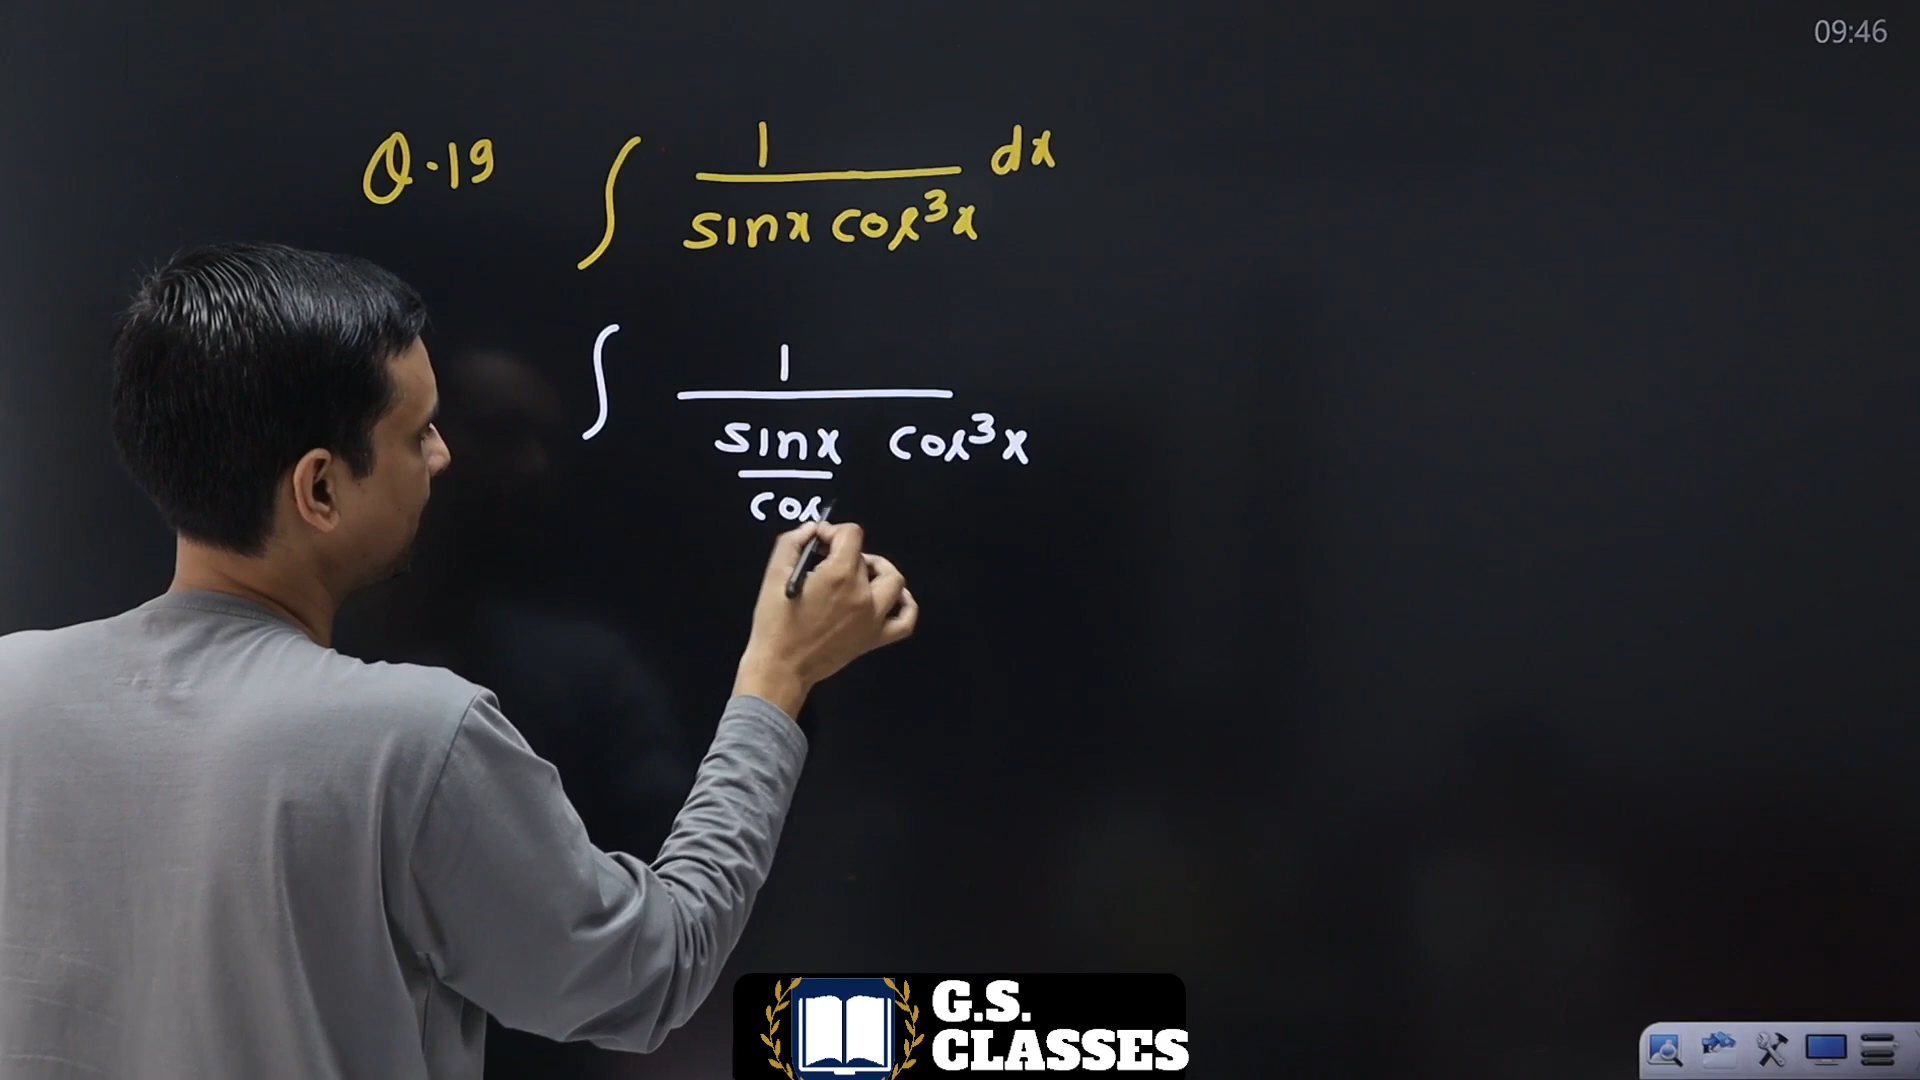 09:46
Q.19 ∫ 1 / (sinx cos³x) dx
∫ 1 / (sinx/cos cos³x)
G.S.
CLASSES